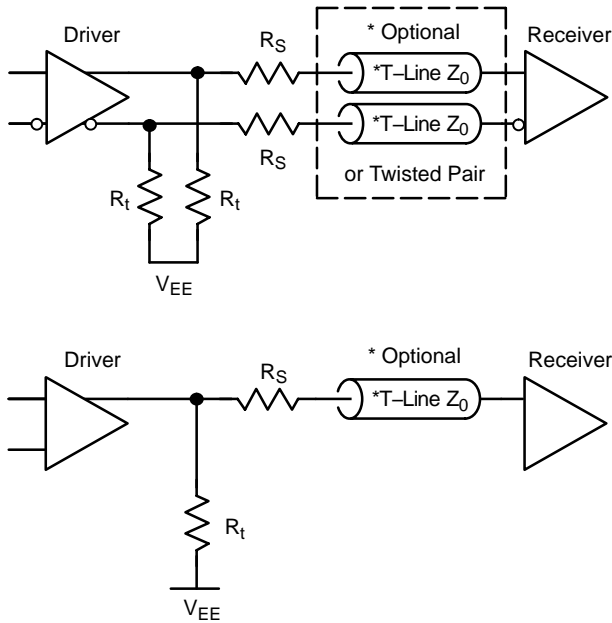 Driver
R_S
* Optional
Receiver
*T–Line Z_0
*T–Line Z_0
R_S
or Twisted Pair
R_t
R_t
V_EE
Driver
R_S
* Optional
Receiver
*T–Line Z_0
R_t
V_EE